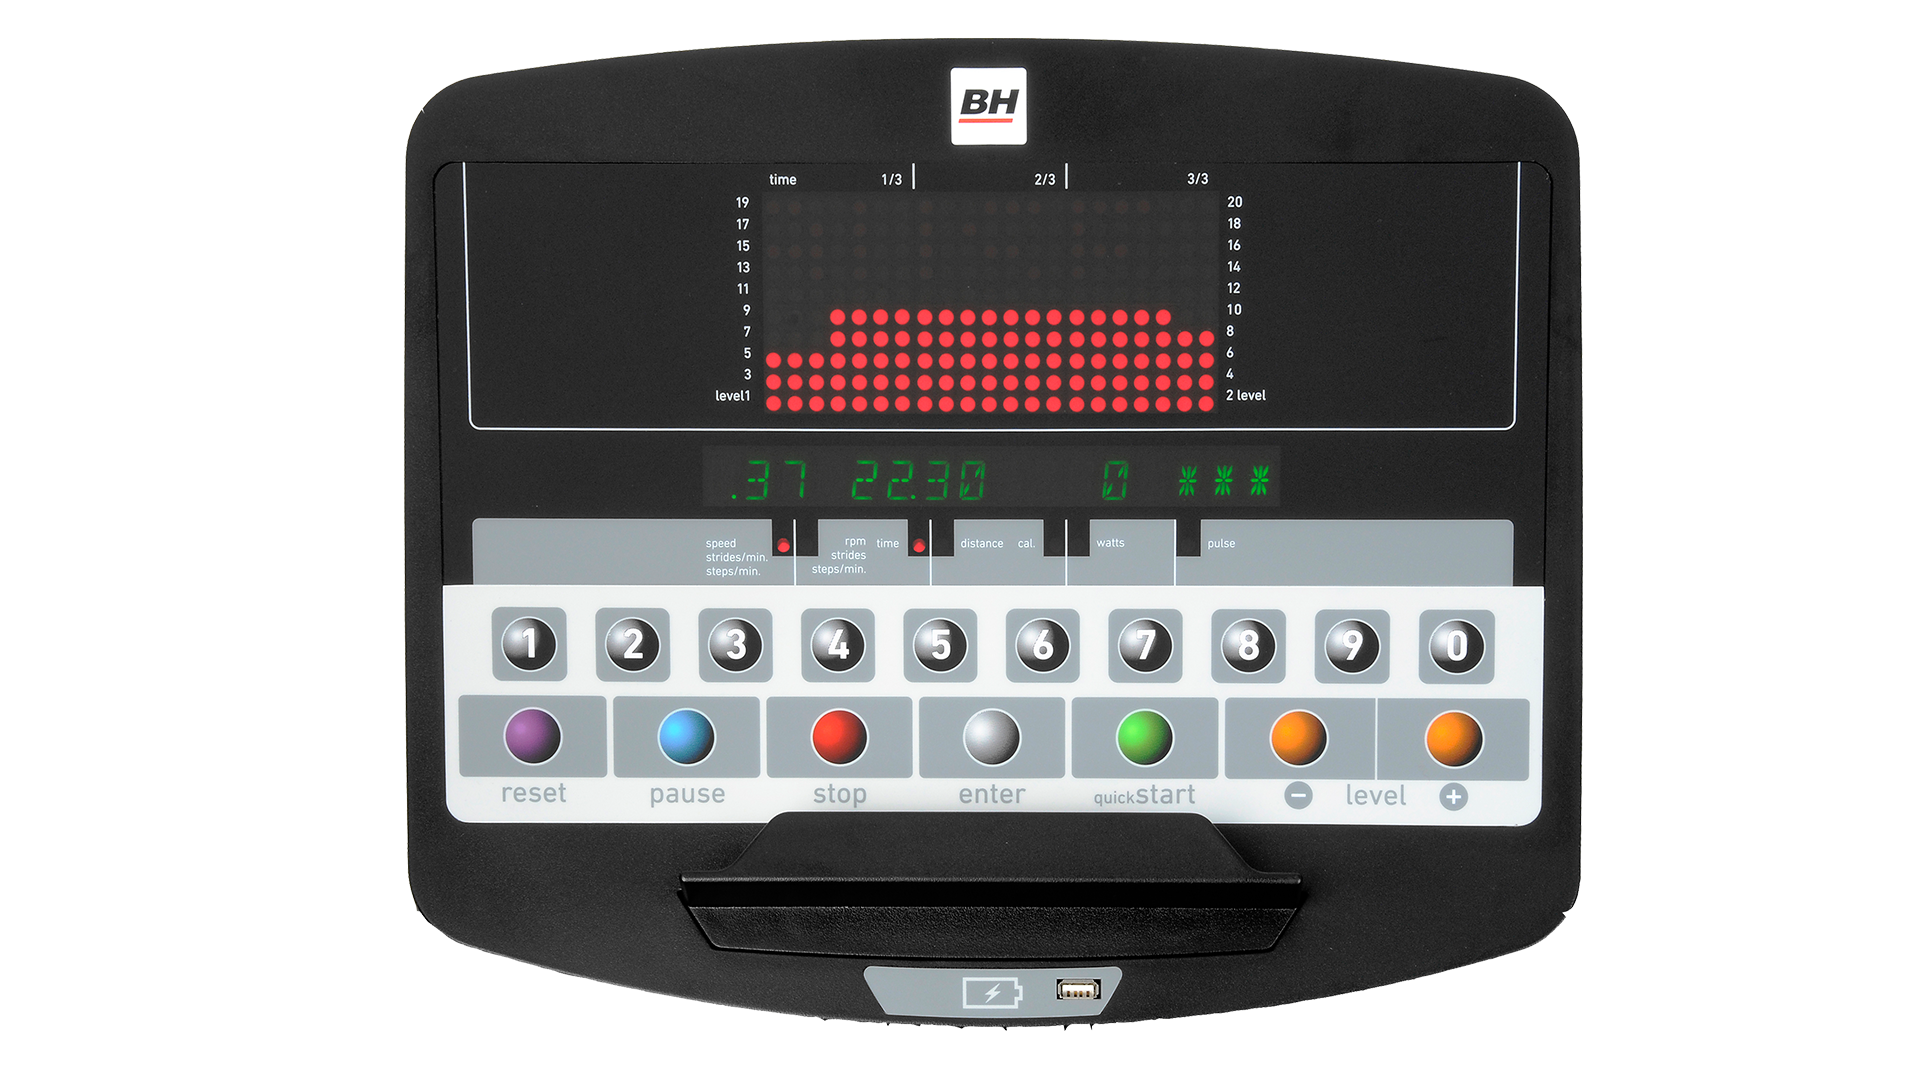 BH
time 1/3 2/3 3/3
19 20
17 18
15 16
13 14
11 12
9 10
7 8
5 6
3 4
level1 2 level
.37 22.30 0 ***
speed rpm time distance cal. watts pulse
strides/min. strides
steps/min. steps/min.
1 2 3 4 5 6 7 8 9 0
reset pause stop enter quickstart − level +